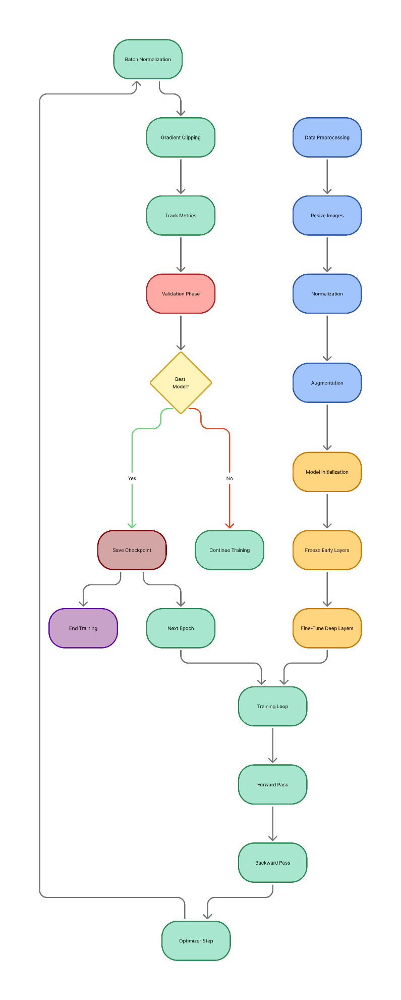 Batch Normalization
Gradient Clipping
Data Preprocessing
Track Metrics
Resize Images
Validation Phase
Normalization
Best
Model?
Augmentation
Model Initialization
Yes
No
Save Checkpoint
Continue Training
Freeze Early Layers
End Training
Next Epoch
Fine-Tune Deep Layers
Training Loop
Forward Pass
Backward Pass
Optimizer Step